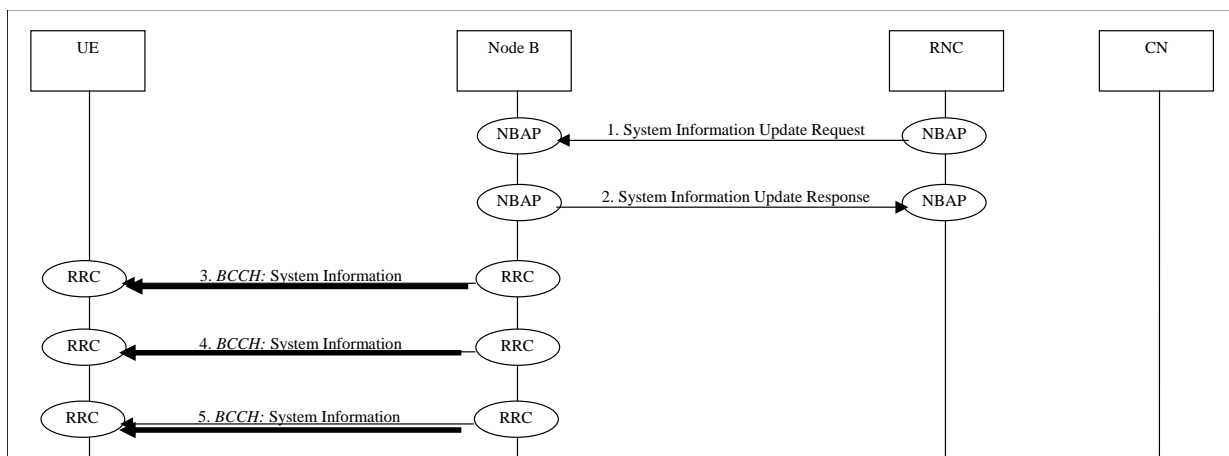 UE
Node B
RNC
CN
NBAP
1. System Information Update Request
NBAP
NBAP
2. System Information Update Response
NBAP
RRC
3. BCCH: System Information
RRC
RRC
4. BCCH: System Information
RRC
RRC
5. BCCH: System Information
RRC